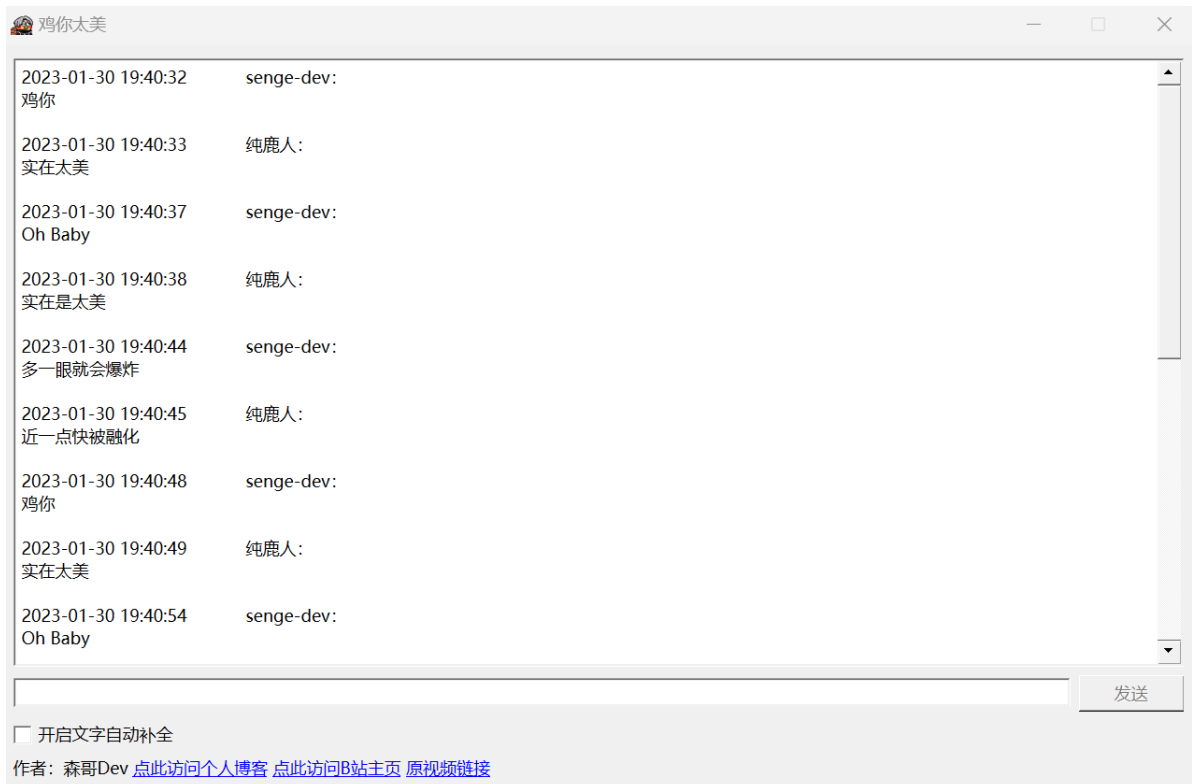 鸡你太美
2023-01-30 19:40:32 senge-dev:
鸡你
2023-01-30 19:40:33 纯鹿人:
实在太美
2023-01-30 19:40:37 senge-dev:
Oh Baby
2023-01-30 19:40:38 纯鹿人:
实在是太美
2023-01-30 19:40:44 senge-dev:
多一眼就会爆炸
2023-01-30 19:40:45 纯鹿人:
近一点快被融化
2023-01-30 19:40:48 senge-dev:
鸡你
2023-01-30 19:40:49 纯鹿人:
实在太美
2023-01-30 19:40:54 senge-dev:
Oh Baby
发送
开启文字自动补全
作者：森哥Dev 点此访问个人博客 点此访问B站主页 原视频链接